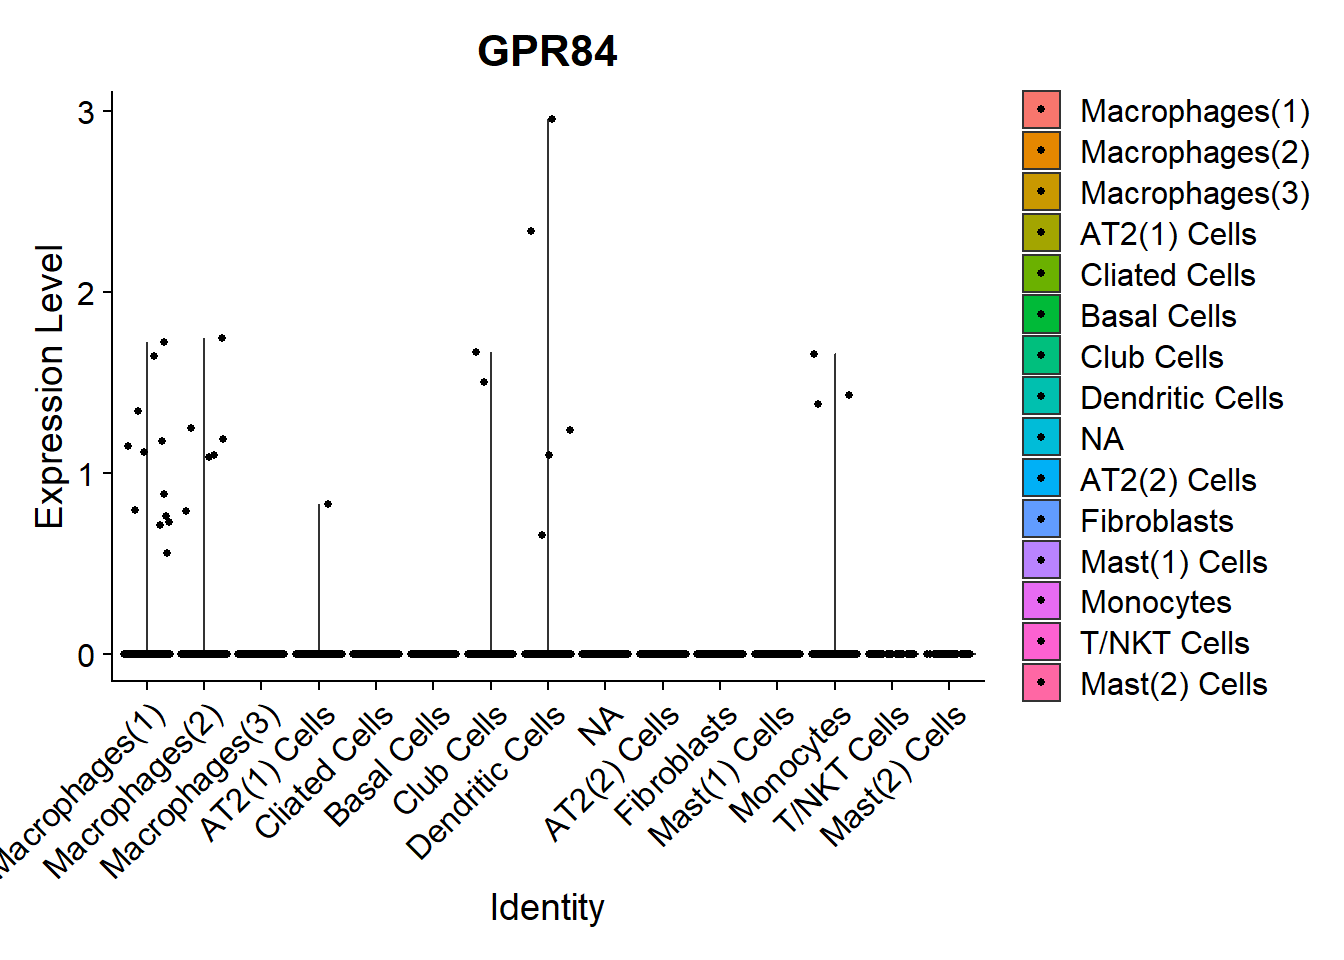 GPR84
Expression Level
3
2
1
0
Macrophages(1)
Macrophages(2)
Macrophages(3)
AT2(1) Cells
Cliated Cells
Basal Cells
Club Cells
Dendritic Cells
NA
AT2(2) Cells
Fibroblasts
Mast(1) Cells
Monocytes
T/NKT Cells
Mast(2) Cells
Identity
Macrophages(1)
Macrophages(2)
Macrophages(3)
AT2(1) Cells
Cliated Cells
Basal Cells
Club Cells
Dendritic Cells
NA
AT2(2) Cells
Fibroblasts
Mast(1) Cells
Monocytes
T/NKT Cells
Mast(2) Cells